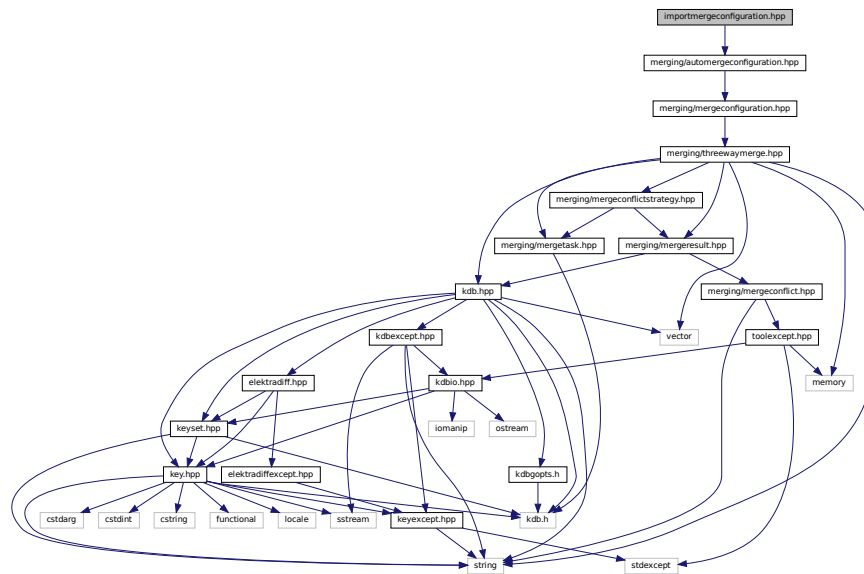 importmergeconfiguration.hpp
merging/automergeconfiguration.hpp
merging/mergeconfiguration.hpp
merging/threewaymerge.hpp
merging/mergeconflictstrategy.hpp
merging/mergetask.hpp
merging/mergeresult.hpp
kdb.hpp
merging/mergeconflict.hpp
kdbexcept.hpp
vector
toolexcept.hpp
elektradiff.hpp
kdbio.hpp
memory
keyset.hpp
iomanip
ostream
key.hpp
elektradiffexcept.hpp
kdbgopts.h
cstdarg
cstdint
cstring
functional
locale
sstream
keyexcept.hpp
kdb.h
string
stdexcept